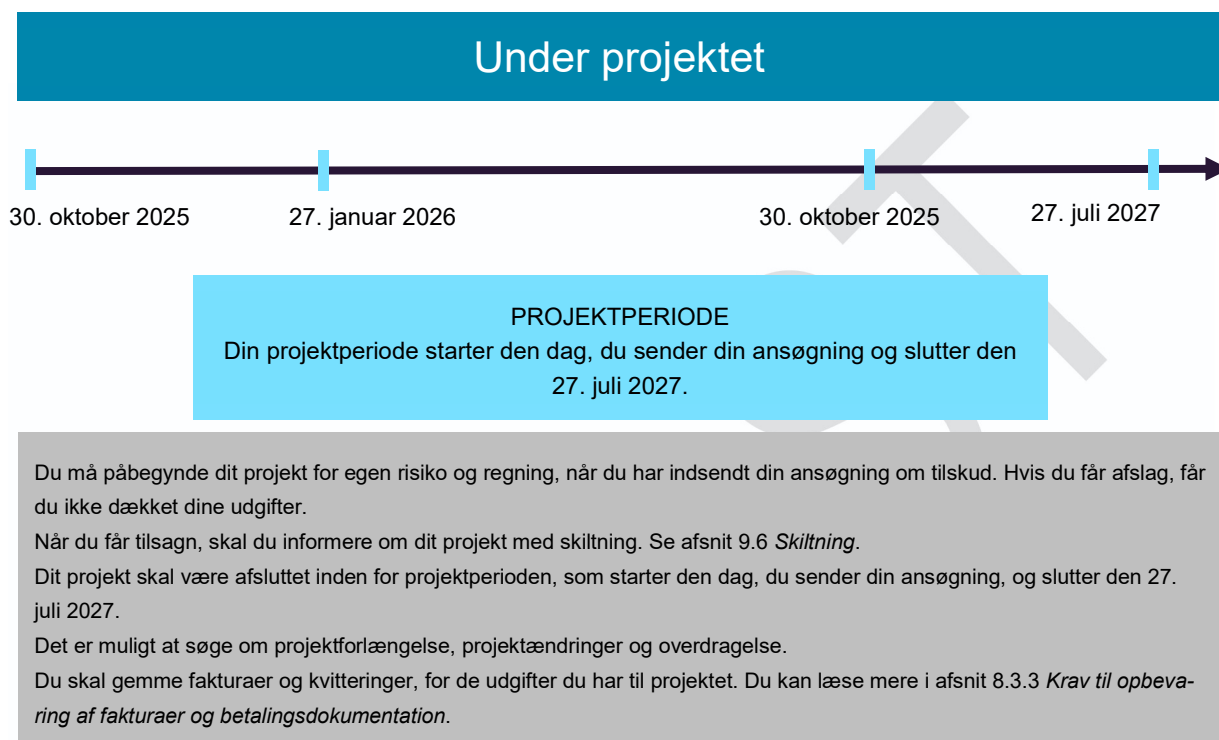 Under projektet
30. oktober 2025
27. januar 2026
30. oktober 2025
27. juli 2027
PROJEKTPERIODE
Din projektperiode starter den dag, du sender din ansøgning og slutter den
27. juli 2027.
Du må påbegynde dit projekt for egen risiko og regning, når du har indsendt din ansøgning om tilskud. Hvis du får afslag, får
du ikke dækket dine udgifter.
Når du får tilsagn, skal du informere om dit projekt med skiltning. Se afsnit 9.6 Skiltning.
Dit projekt skal være afsluttet inden for projektperioden, som starter den dag, du sender din ansøgning, og slutter den 27.
juli 2027.
Det er muligt at søge om projektforlængelse, projektændringer og overdragelse.
Du skal gemme fakturaer og kvitteringer, for de udgifter du har til projektet. Du kan læse mere i afsnit 8.3.3 Krav til opbeva-
ring af fakturaer og betalingsdokumentation.